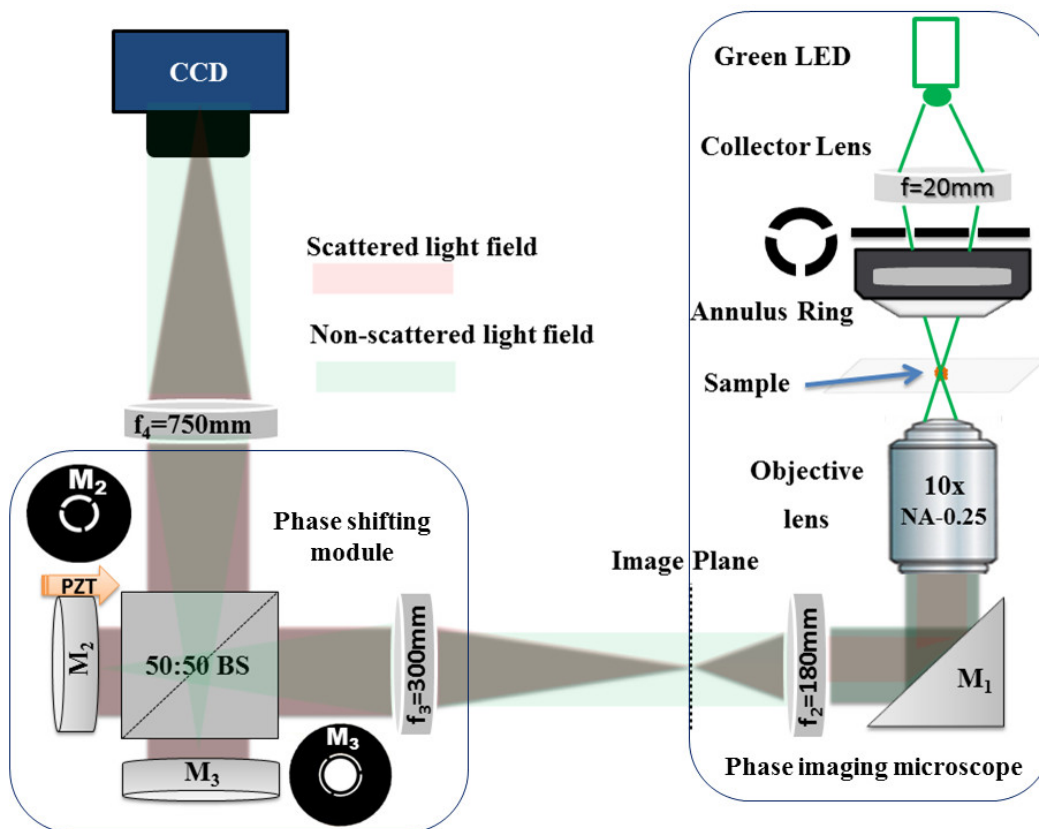 CCD
Green LED
Collector Lens
f=20mm
Scattered light field
Annulus Ring
Non-scattered light field
Sample
f4=750mm
Objective
lens
10x
NA-0.25
M2
Phase shifting
module
Image Plane
PZT
M2
50:50 BS
f3=300mm
f2=180mm
M1
M3
M3
Phase imaging microscope